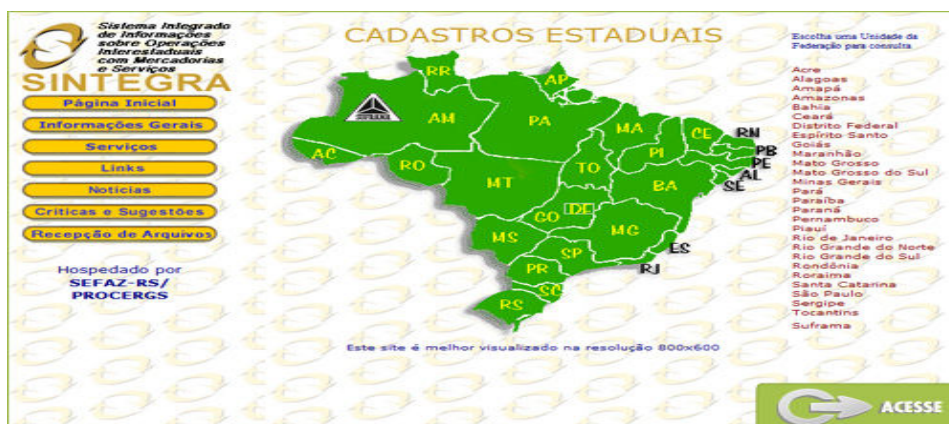 Sistema Integrado
de Informações
sobre Operações
Interestaduais
com Mercadorias
e Serviços
SINTEGRA
Página Inicial
Informações Gerais
Serviços
Links
Notícias
Críticas e Sugestões
Recepção de Arquivos
Hospedado por
SEFAZ-RS/
PROCERGS
CADASTROS ESTADUAIS
RR
AP
AM
PA
MA
CE
RN
AC
RO
TO
PI
PB
PE
AL
SE
MT
BA
GO
DF
MS
MG
ES
SP
RJ
PR
SC
RS
Este site é melhor visualizado na resolução 800x600
Escolha uma Unidade da
Federação para consulta
Acre
Alagoas
Amapá
Amazonas
Bahia
Ceará
Distrito Federal
Espírito Santo
Goiás
Maranhão
Mato Grosso
Mato Grosso do Sul
Minas Gerais
Pará
Paraíba
Paraná
Pernambuco
Piauí
Rio de Janeiro
Rio Grande do Norte
Rio Grande do Sul
Rondônia
Roraima
Santa Catarina
São Paulo
Sergipe
Tocantins
Suframa
ACESSE